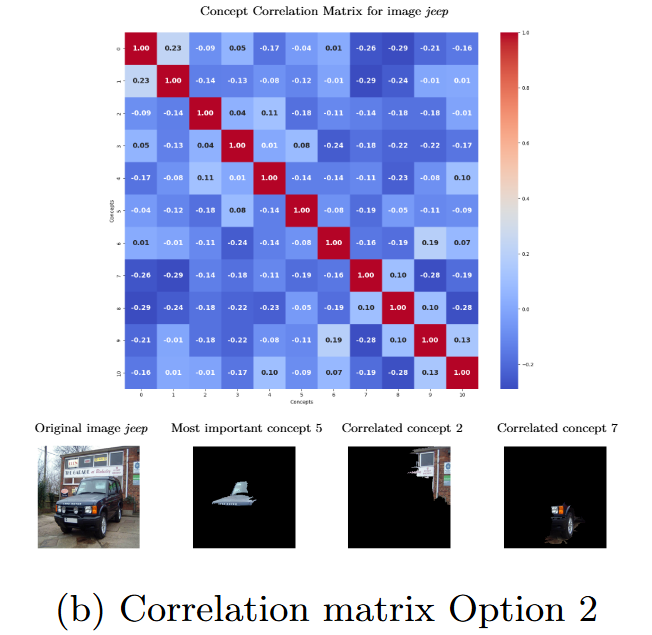 Concept Correlation Matrix for image jeep
0 1.00 0.23 -0.09 0.05 -0.17 -0.04 0.01 -0.26 -0.29 -0.21 -0.16
1 0.23 1.00 -0.14 -0.13 -0.08 -0.12 -0.01 -0.29 -0.24 -0.01 0.01
2 -0.09 -0.14 1.00 0.04 0.11 -0.18 -0.11 -0.14 -0.18 -0.18 -0.01
3 0.05 -0.13 0.04 1.00 0.01 0.08 -0.24 -0.18 -0.22 -0.22 -0.17
4 -0.17 -0.08 0.11 0.01 1.00 -0.14 -0.14 -0.11 -0.23 -0.08 0.10
5 -0.04 -0.12 -0.18 0.08 -0.14 1.00 -0.08 -0.19 -0.05 -0.11 -0.09
6 0.01 -0.01 -0.11 -0.24 -0.14 -0.08 1.00 -0.16 -0.19 0.19 0.07
7 -0.26 -0.29 -0.14 -0.18 -0.11 -0.19 -0.16 1.00 0.10 -0.28 -0.19
8 -0.29 -0.24 -0.18 -0.22 -0.23 -0.05 -0.19 0.10 1.00 0.10 -0.28
9 -0.21 -0.01 -0.18 -0.22 -0.08 -0.11 0.19 -0.28 0.10 1.00 0.13
10 -0.16 0.01 -0.01 -0.17 0.10 -0.09 0.07 -0.19 -0.28 0.13 1.00
0 1 2 3 4 5 6 7 8 9 10
Concepts
Concepts
1.0
0.8
0.6
0.4
0.2
0.0
-0.2
Original image jeep
Most important concept 5
Correlated concept 2
Correlated concept 7
THE GARAGE
(b) Correlation matrix Option 2